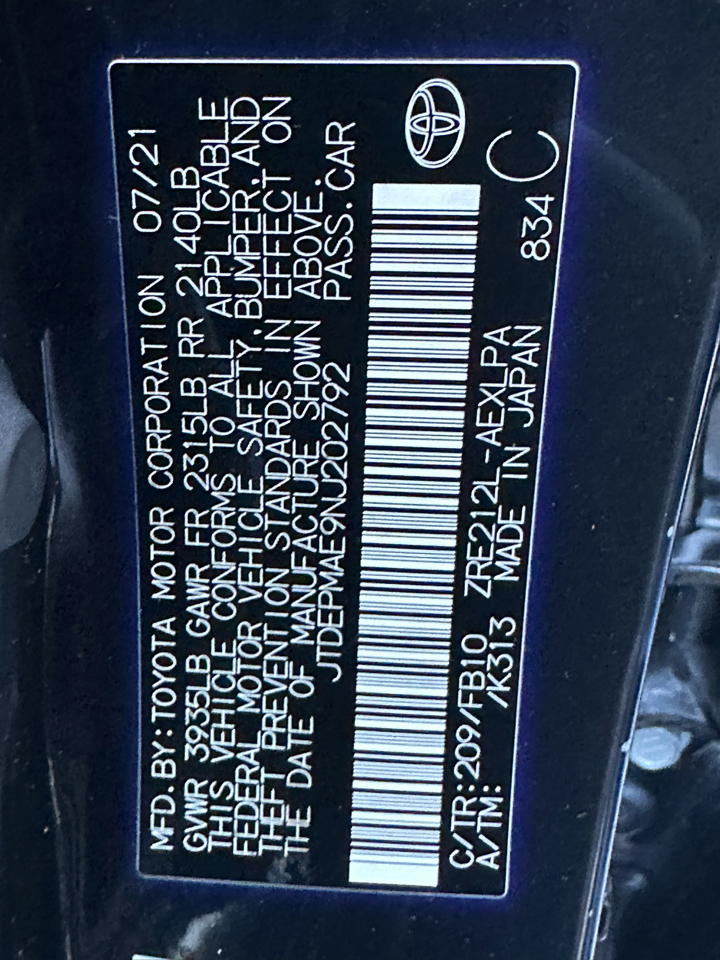 MFD.BY:TOYOTA MOTOR CORPORATION 07/21
GVWR 3935LB GAWR FR 2315LB RR 2140LB
THIS VEHICLE CONFORMS TO ALL APPLICABLE
FEDERAL MOTOR VEHICLE SAFETY,BUMPER,AND
THEFT PREVENTION STANDARDS IN EFFECT ON
THE DATE OF MANUFACTURE SHOWN ABOVE.
JTDEPMAE9NJ202792 PASS.CAR
C/TR:209/FB10 ZRE212L-AEXLPA 834
A/TM: /K313 MADE IN JAPAN C